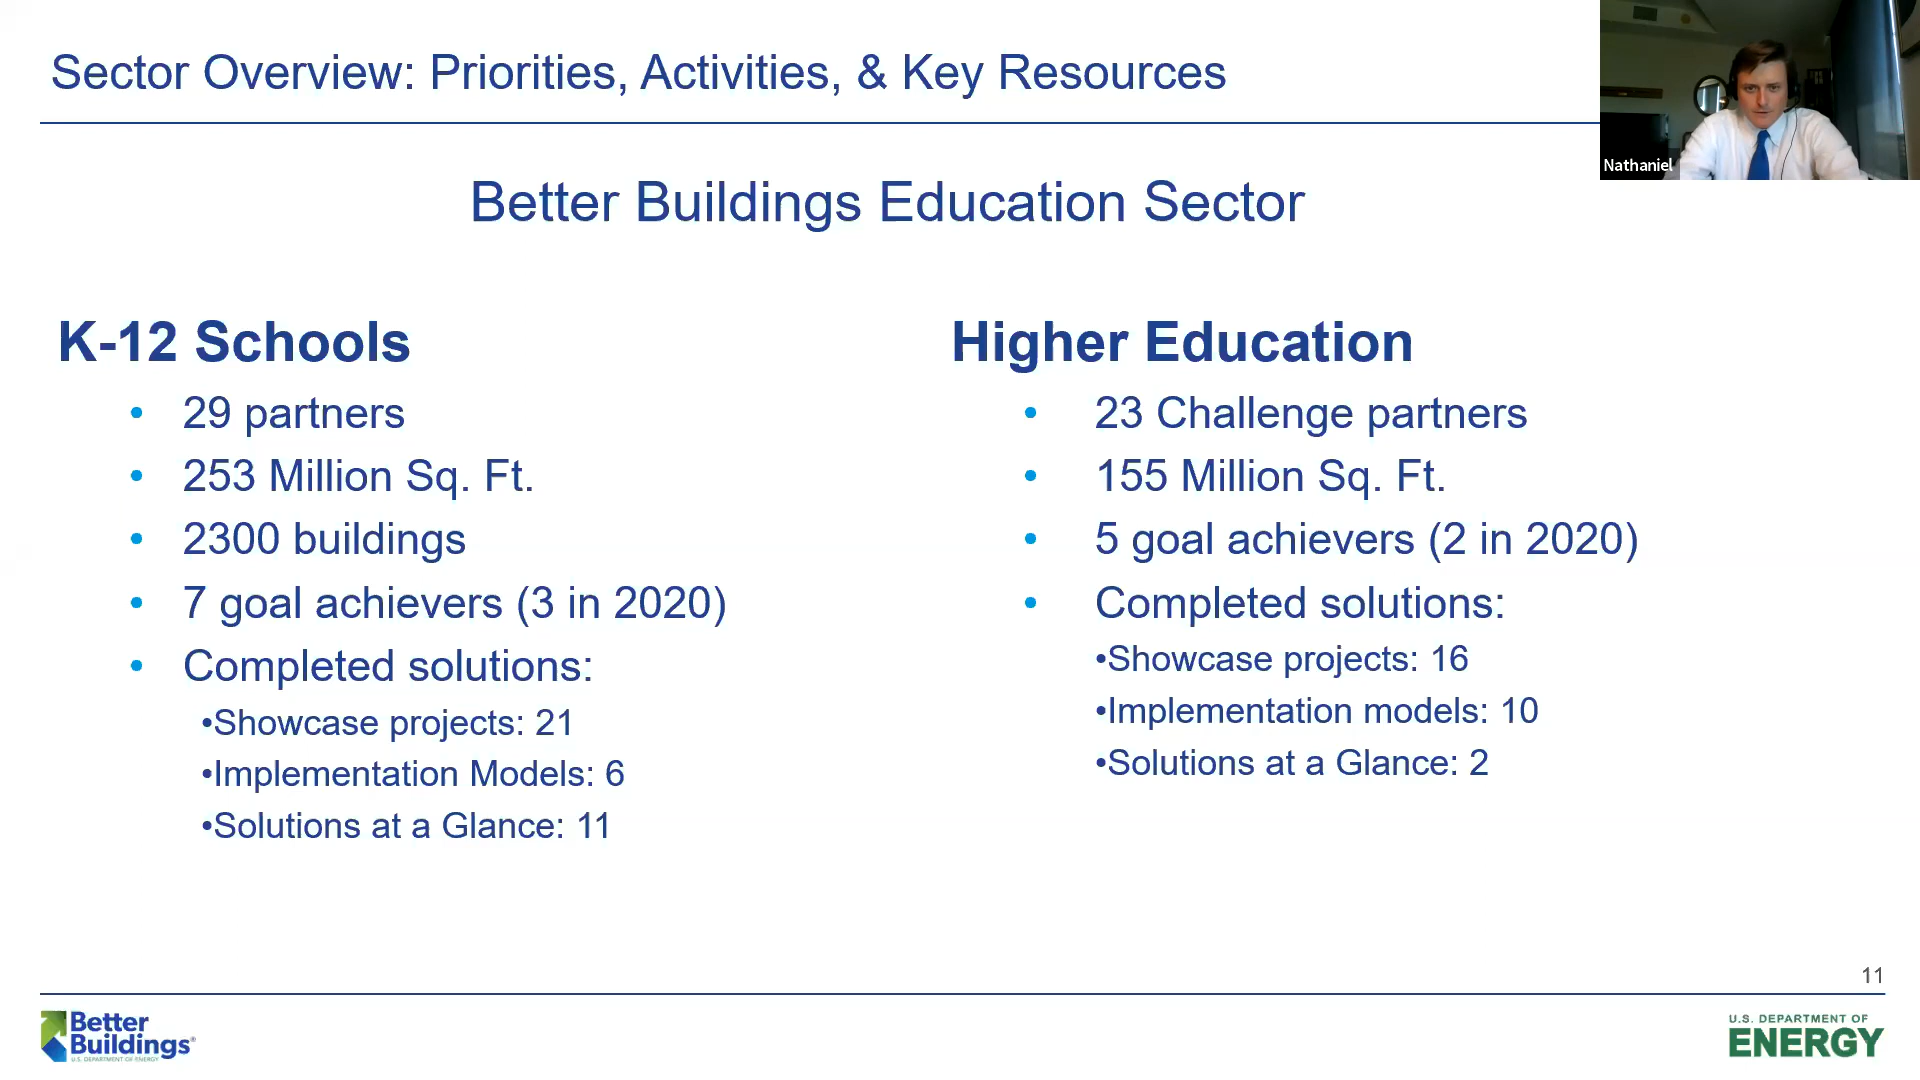 Sector Overview: Priorities, Activities, & Key Resources
Nathaniel
Better Buildings Education Sector
K-12 Schools
• 29 partners
• 253 Million Sq. Ft.
• 2300 buildings
• 7 goal achievers (3 in 2020)
• Completed solutions:
•Showcase projects: 21
•Implementation Models: 6
•Solutions at a Glance: 11
Higher Education
• 23 Challenge partners
• 155 Million Sq. Ft.
• 5 goal achievers (2 in 2020)
• Completed solutions:
•Showcase projects: 16
•Implementation models: 10
•Solutions at a Glance: 2
11
Better
Buildings®
U.S. DEPARTMENT OF ENERGY
U.S. DEPARTMENT OF
ENERGY